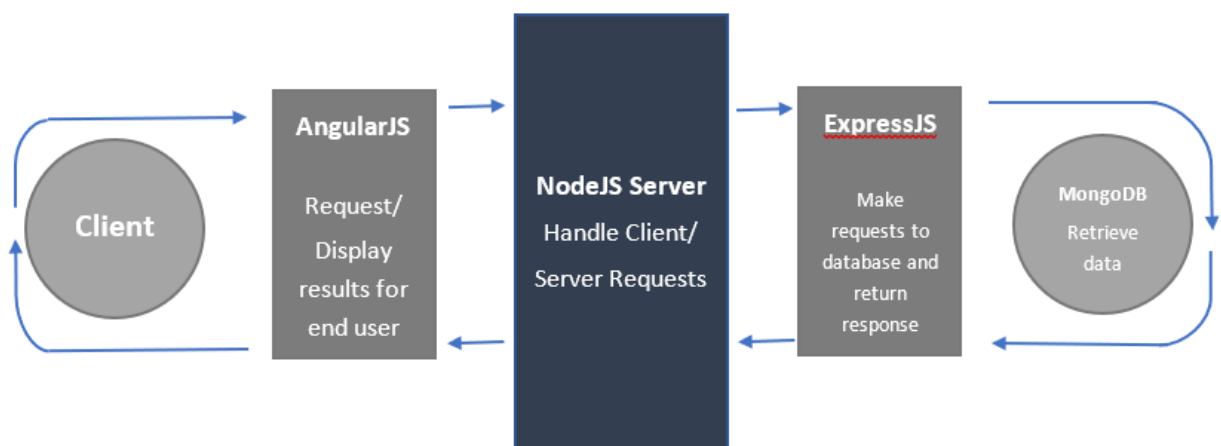 Client
AngularJS
Request/
Display
results for
end user
NodeJS Server
Handle Client/
Server Requests
ExpressJS
Make
requests to
database and
return
response
MongoDB
Retrieve
data